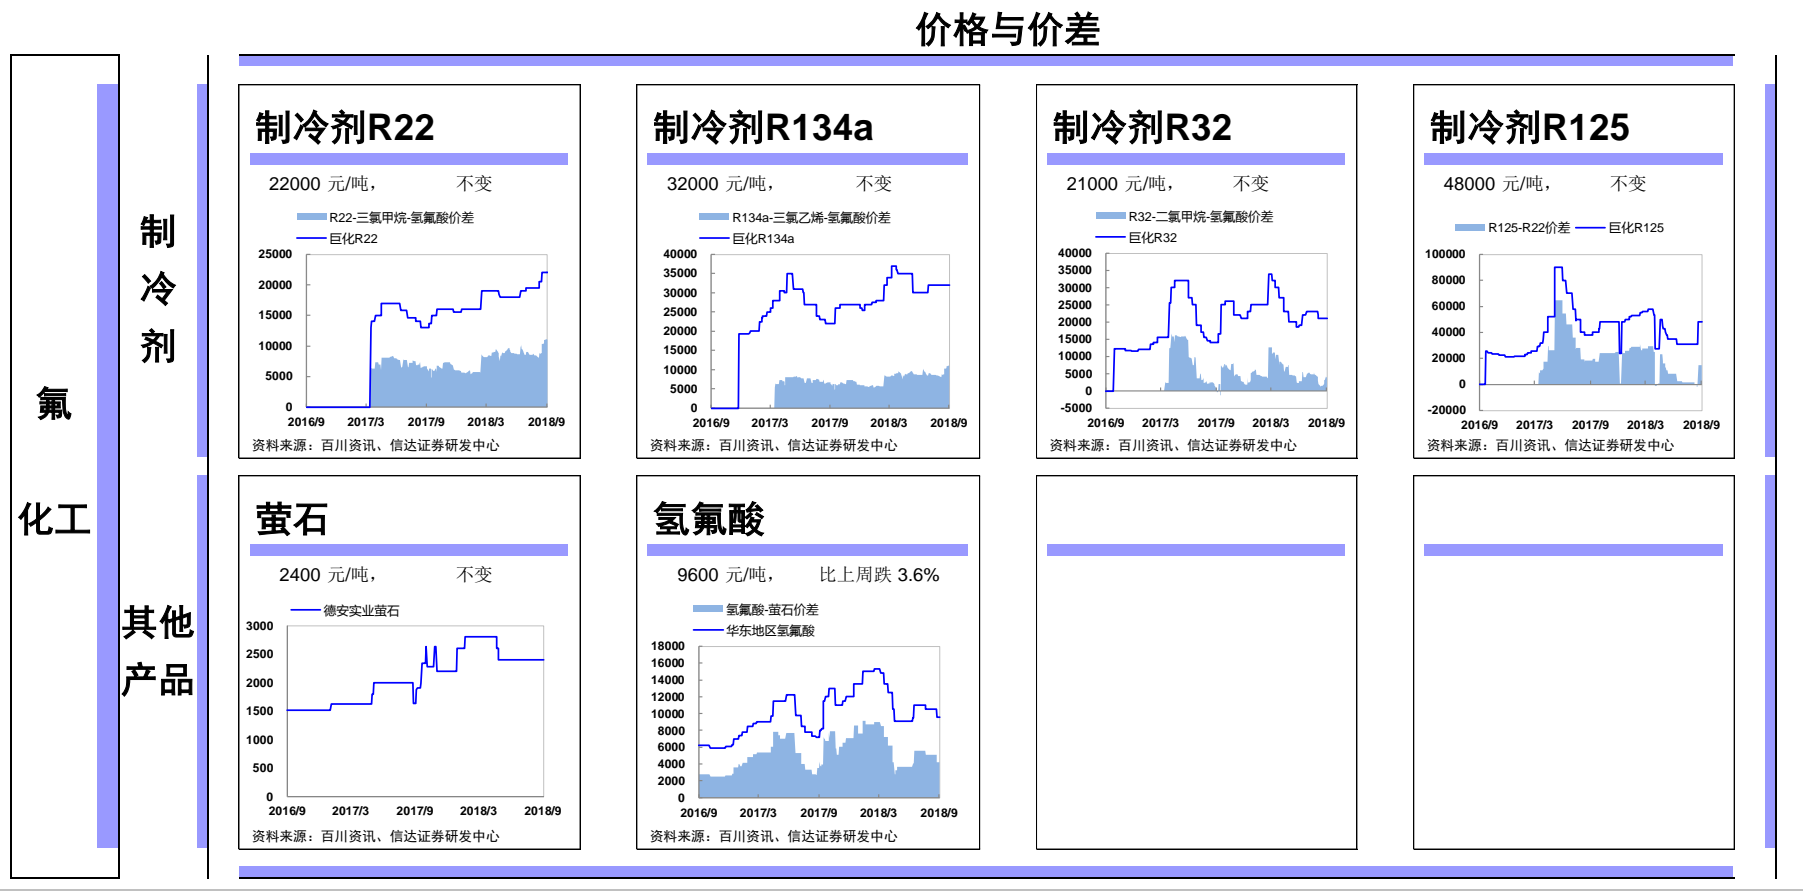 价格与价差
氟
化工
制
冷
剂
制冷剂R22
22000 元/吨， 不变
R22-三氯甲烷-氢氟酸价差
巨化R22
25000
20000
15000
10000
5000
0
2016/9 2017/3 2017/9 2018/3 2018/9
资料来源：百川资讯、信达证券研发中心
制冷剂R134a
32000 元/吨， 不变
R134a-三氯乙烯-氢氟酸价差
巨化R134a
40000
35000
30000
25000
20000
15000
10000
5000
0
2016/9 2017/3 2017/9 2018/3 2018/9
资料来源：百川资讯、信达证券研发中心
制冷剂R32
21000 元/吨， 不变
R32-二氯甲烷-氢氟酸价差
巨化R32
40000
35000
30000
25000
20000
15000
10000
5000
0
-5000
2016/9 2017/3 2017/9 2018/3 2018/9
资料来源：百川资讯、信达证券研发中心
制冷剂R125
48000 元/吨， 不变
R125-R22价差 巨化R125
100000
80000
60000
40000
20000
0
-20000
2016/9 2017/3 2017/9 2018/3 2018/9
资料来源：百川资讯、信达证券研发中心
其他
产品
萤石
2400 元/吨， 不变
德安实业萤石
3000
2500
2000
1500
1000
500
0
2016/9 2017/3 2017/9 2018/3 2018/9
资料来源：百川资讯、信达证券研发中心
氢氟酸
9600 元/吨， 比上周跌 3.6%
氢氟酸-萤石价差
华东地区氢氟酸
18000
16000
14000
12000
10000
8000
6000
4000
2000
0
2016/9 2017/3 2017/9 2018/3 2018/9
资料来源：百川资讯、信达证券研发中心